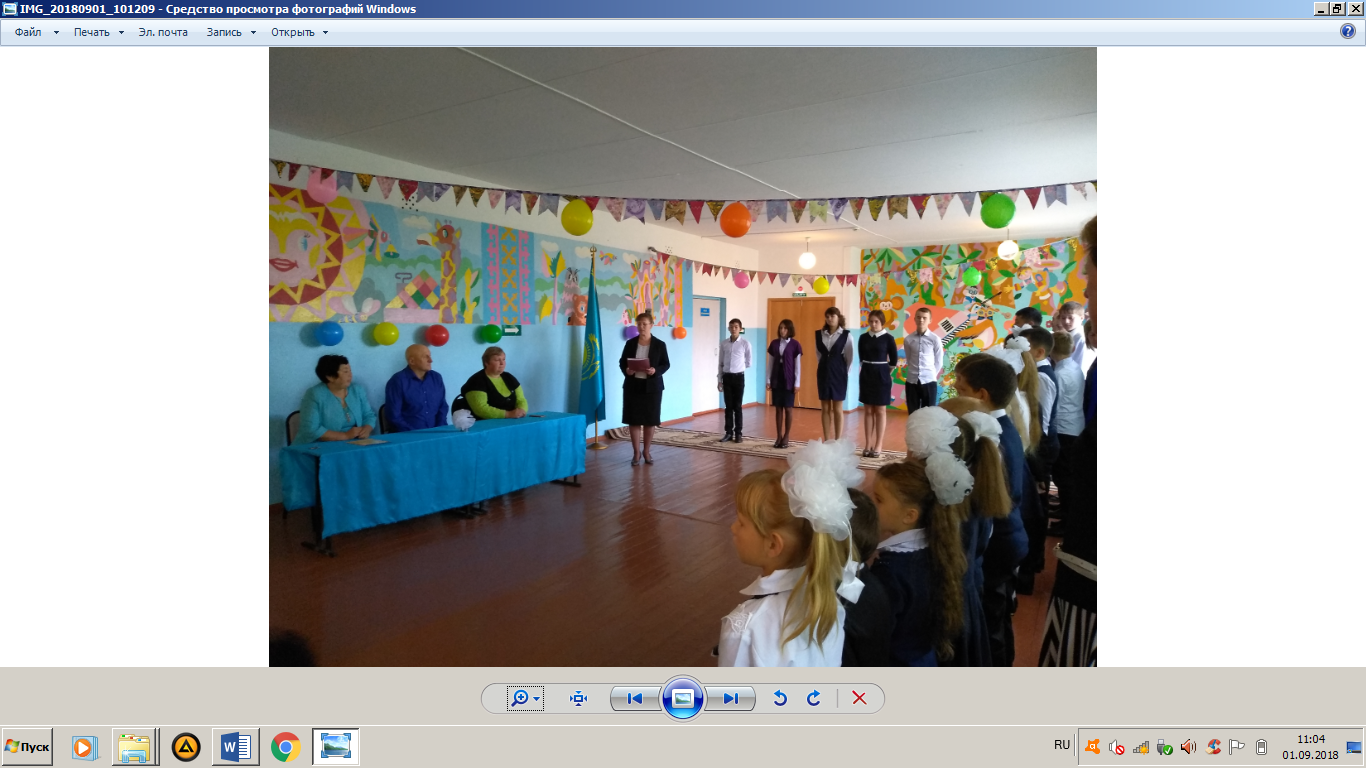 IMG_20180901_101209 - Средство просмотра фотографий Windows
Файл Печать Эл. почта Запись Открыть
Пуск
RU
11:04
01.09.2018